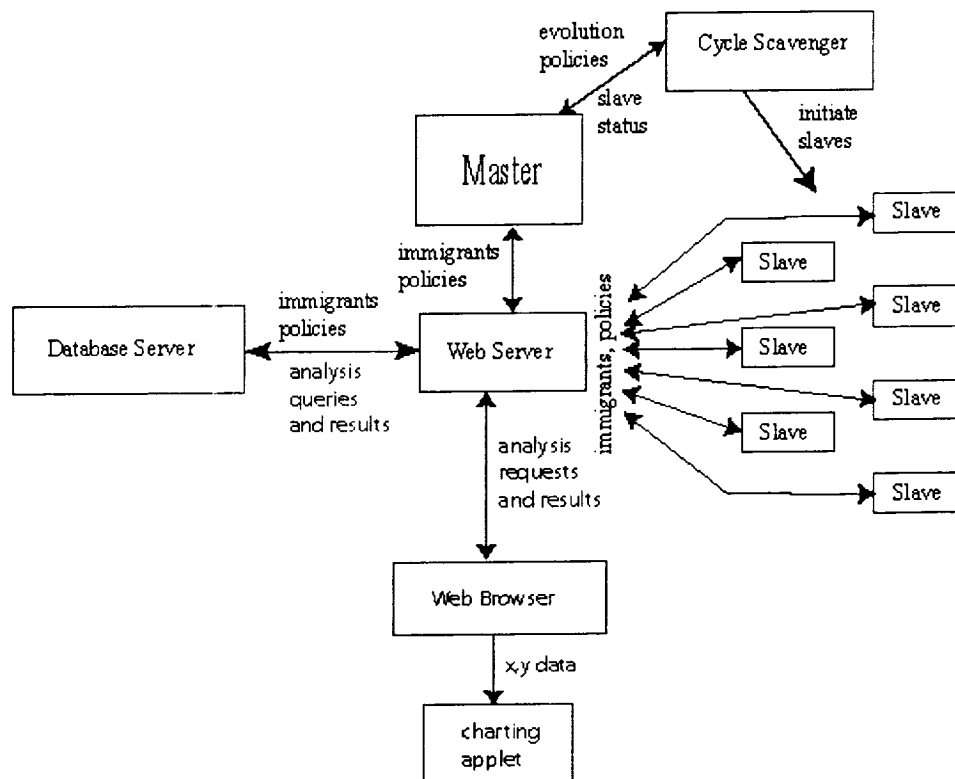 evolution
policies
Cycle Scavenger
slave
status
initiate
slaves
Master
Slave
immigrants
policies
Slave
immigrants, policies
immigrants
policies
Slave
Database Server
Web Server
Slave
analysis
queries
and results
Slave
Slave
analysis
requests
and results
Slave
Web Browser
x,y data
charting
applet